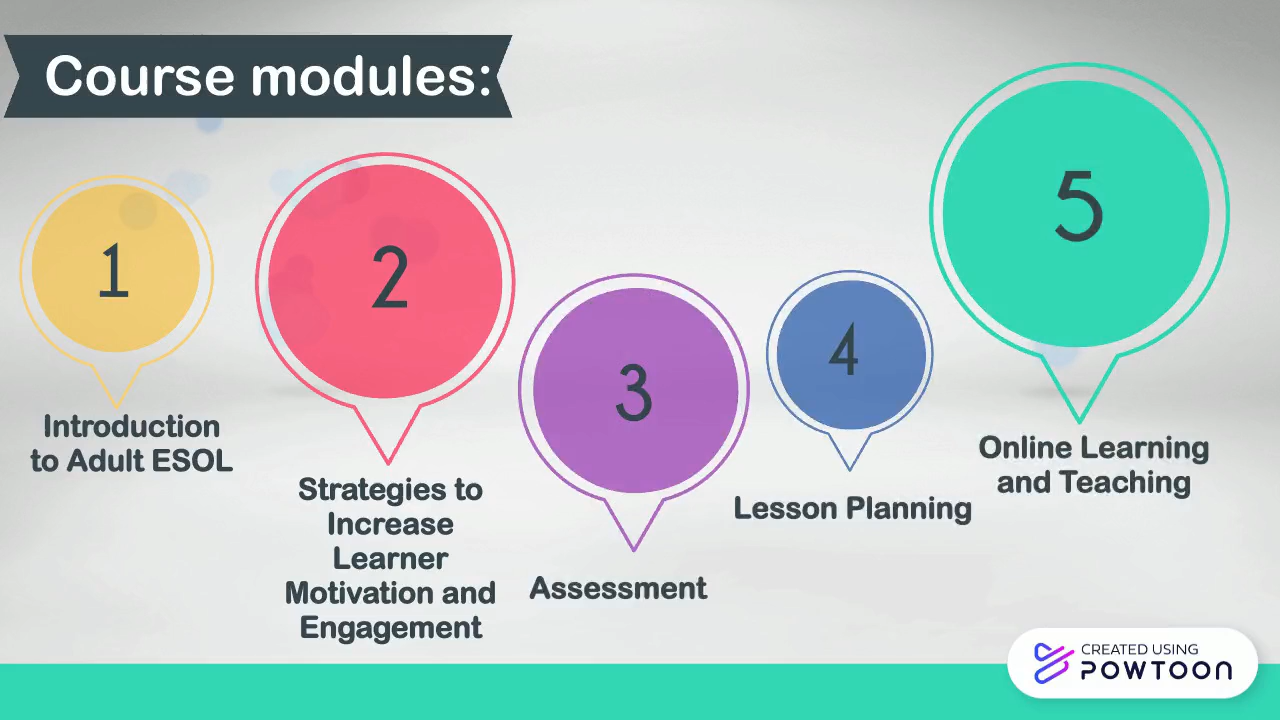 Course modules:
1
Introduction
to Adult ESOL
2
Strategies to
Increase
Learner
Motivation and
Engagement
3
Assessment
4
Lesson Planning
5
Online Learning
and Teaching
CREATED USING
POWTOON